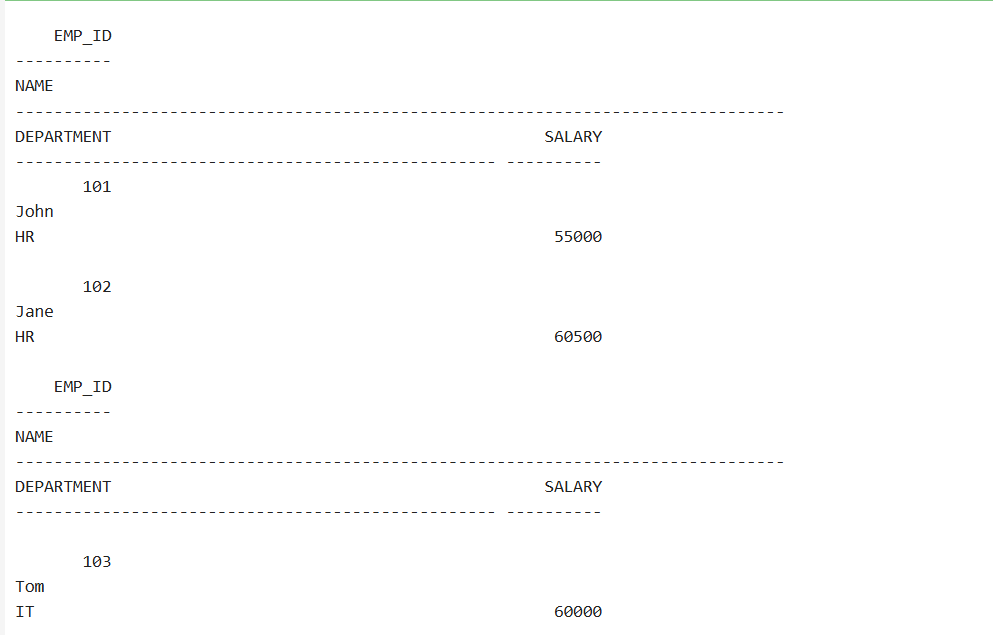 EMP_ID
----------
NAME
--------------------------------------------------------------------------------
DEPARTMENT                                             SALARY
-------------------------------------------------- ----------
       101
John
HR                                                      55000

       102
Jane
HR                                                      60500

    EMP_ID
----------
NAME
--------------------------------------------------------------------------------
DEPARTMENT                                             SALARY
-------------------------------------------------- ----------

       103
Tom
IT                                                      60000